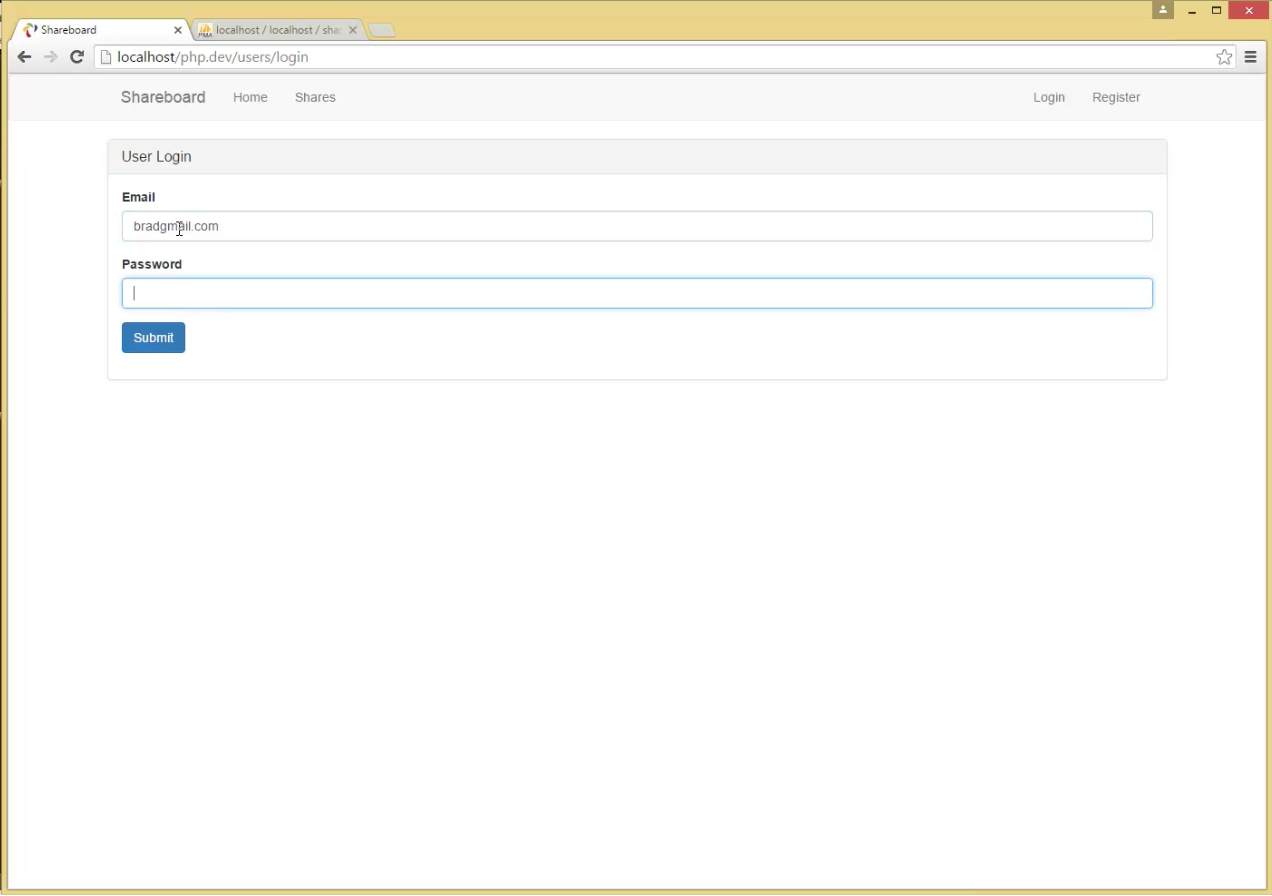 Shareboard
localhost / localhost / sha
localhost/php.dev/users/login
Shareboard Home Shares Login Register
User Login
Email
bradgmail.com
Password
Submit